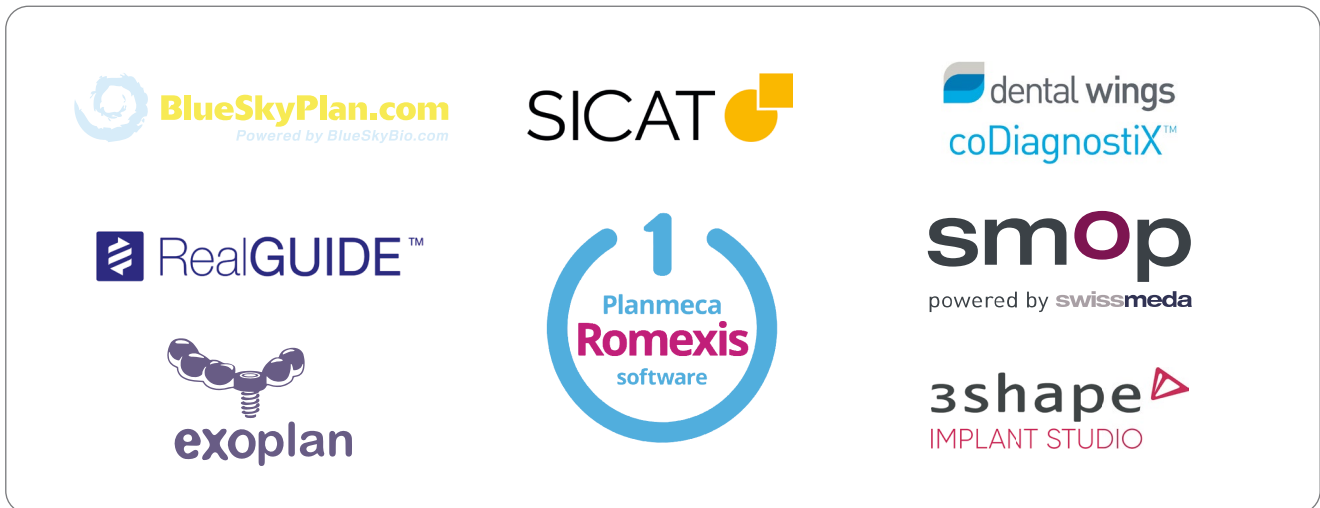 BlueSkyPlan.com
Powered by BlueSkyBio.com
SICAT
dental wings
coDiagnostiX™
RealGUIDE™
1
Planmeca
Romexis
software
smop
powered by swissmeda
exoplan
3shape
IMPLANT STUDIO